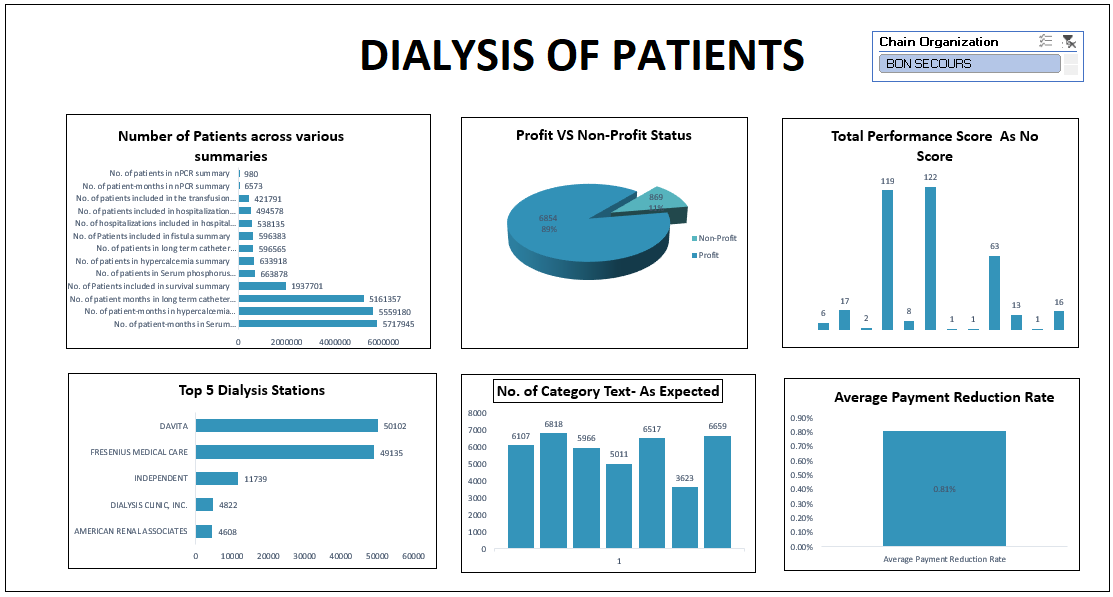 DIALYSIS OF PATIENTS
Chain Organization
BON SECOURS
Number of Patients across various
summaries
No. of patients in nPCR summary 980
No. of patient-months in nPCR summary 6573
No. of patients included in the transfusion... 421791
No. of patients included in hospitalization... 494578
No. of hospitalizations included in hospital... 538135
No. of Patients included in fistula summary 596383
No. of patients in long term catheter... 596565
No. of patients in hypercalcemia summary 633918
No. of patients in Serum phosphorus... 663878
No. of Patients included in survival summary 1937701
No. of patient months in long term catheter... 5161357
No. of patient-months in hypercalcemia... 5559180
No. of patient-months in Serum... 5717945
0 2000000 4000000 6000000
Profit VS Non-Profit Status
869
11%
6854
89%
Non-Profit
Profit
Total Performance Score As No
Score
6 17 2 119 8 122 1 1 63 13 1 16
Top 5 Dialysis Stations
DAVITA 50102
FRESENIUS MEDICAL CARE 49135
INDEPENDENT 11739
DIALYSIS CLINIC, INC. 4822
AMERICAN RENAL ASSOCIATES 4608
0 10000 20000 30000 40000 50000 60000
No. of Category Text- As Expected
8000
7000
6000
5000
4000
3000
2000
1000
0
6107 6818 5966 5011 6517 3623 6659
1
Average Payment Reduction Rate
0.90%
0.80%
0.70%
0.60%
0.50%
0.40%
0.30%
0.20%
0.10%
0.00%
0.81%
Average Payment Reduction Rate